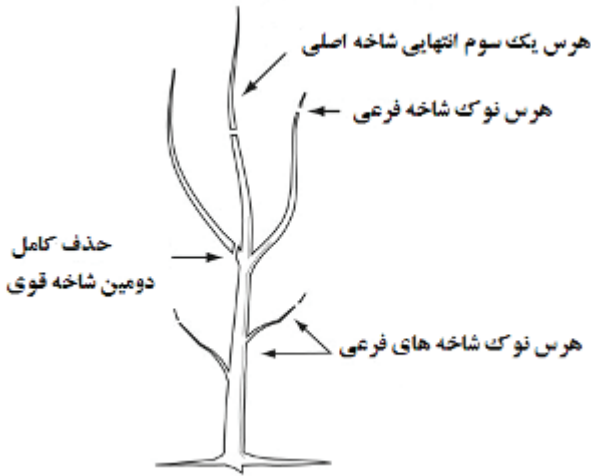 هرس یک سوم انتهایی شاخه اصلی
هرس نوک شاخه فرعی
حذف کامل
دومین شاخه قوی
هرس نوک شاخه های فرعی